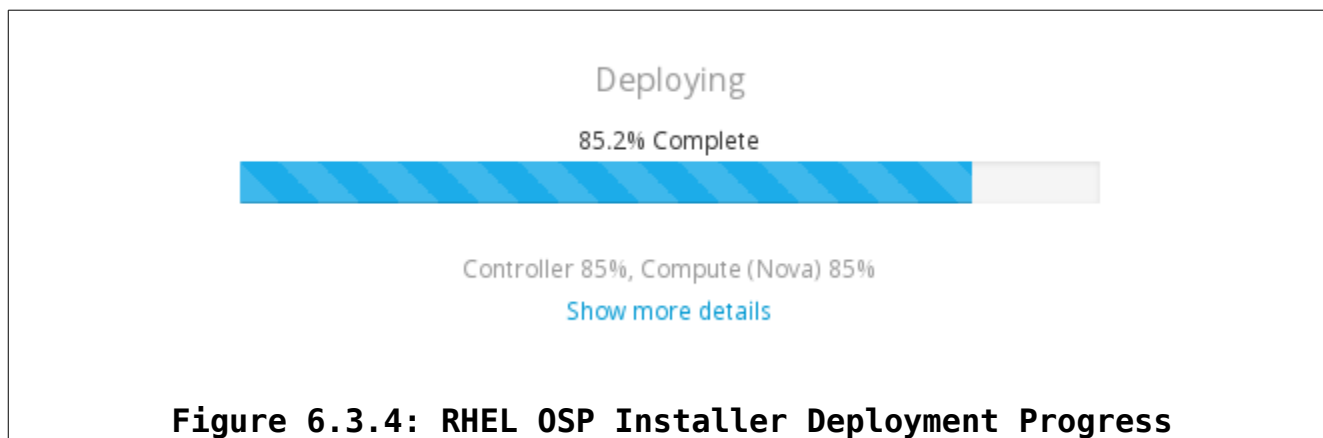 Deploying
85.2% Complete
Controller 85%, Compute (Nova) 85%
Show more details
Figure 6.3.4: RHEL OSP Installer Deployment Progress